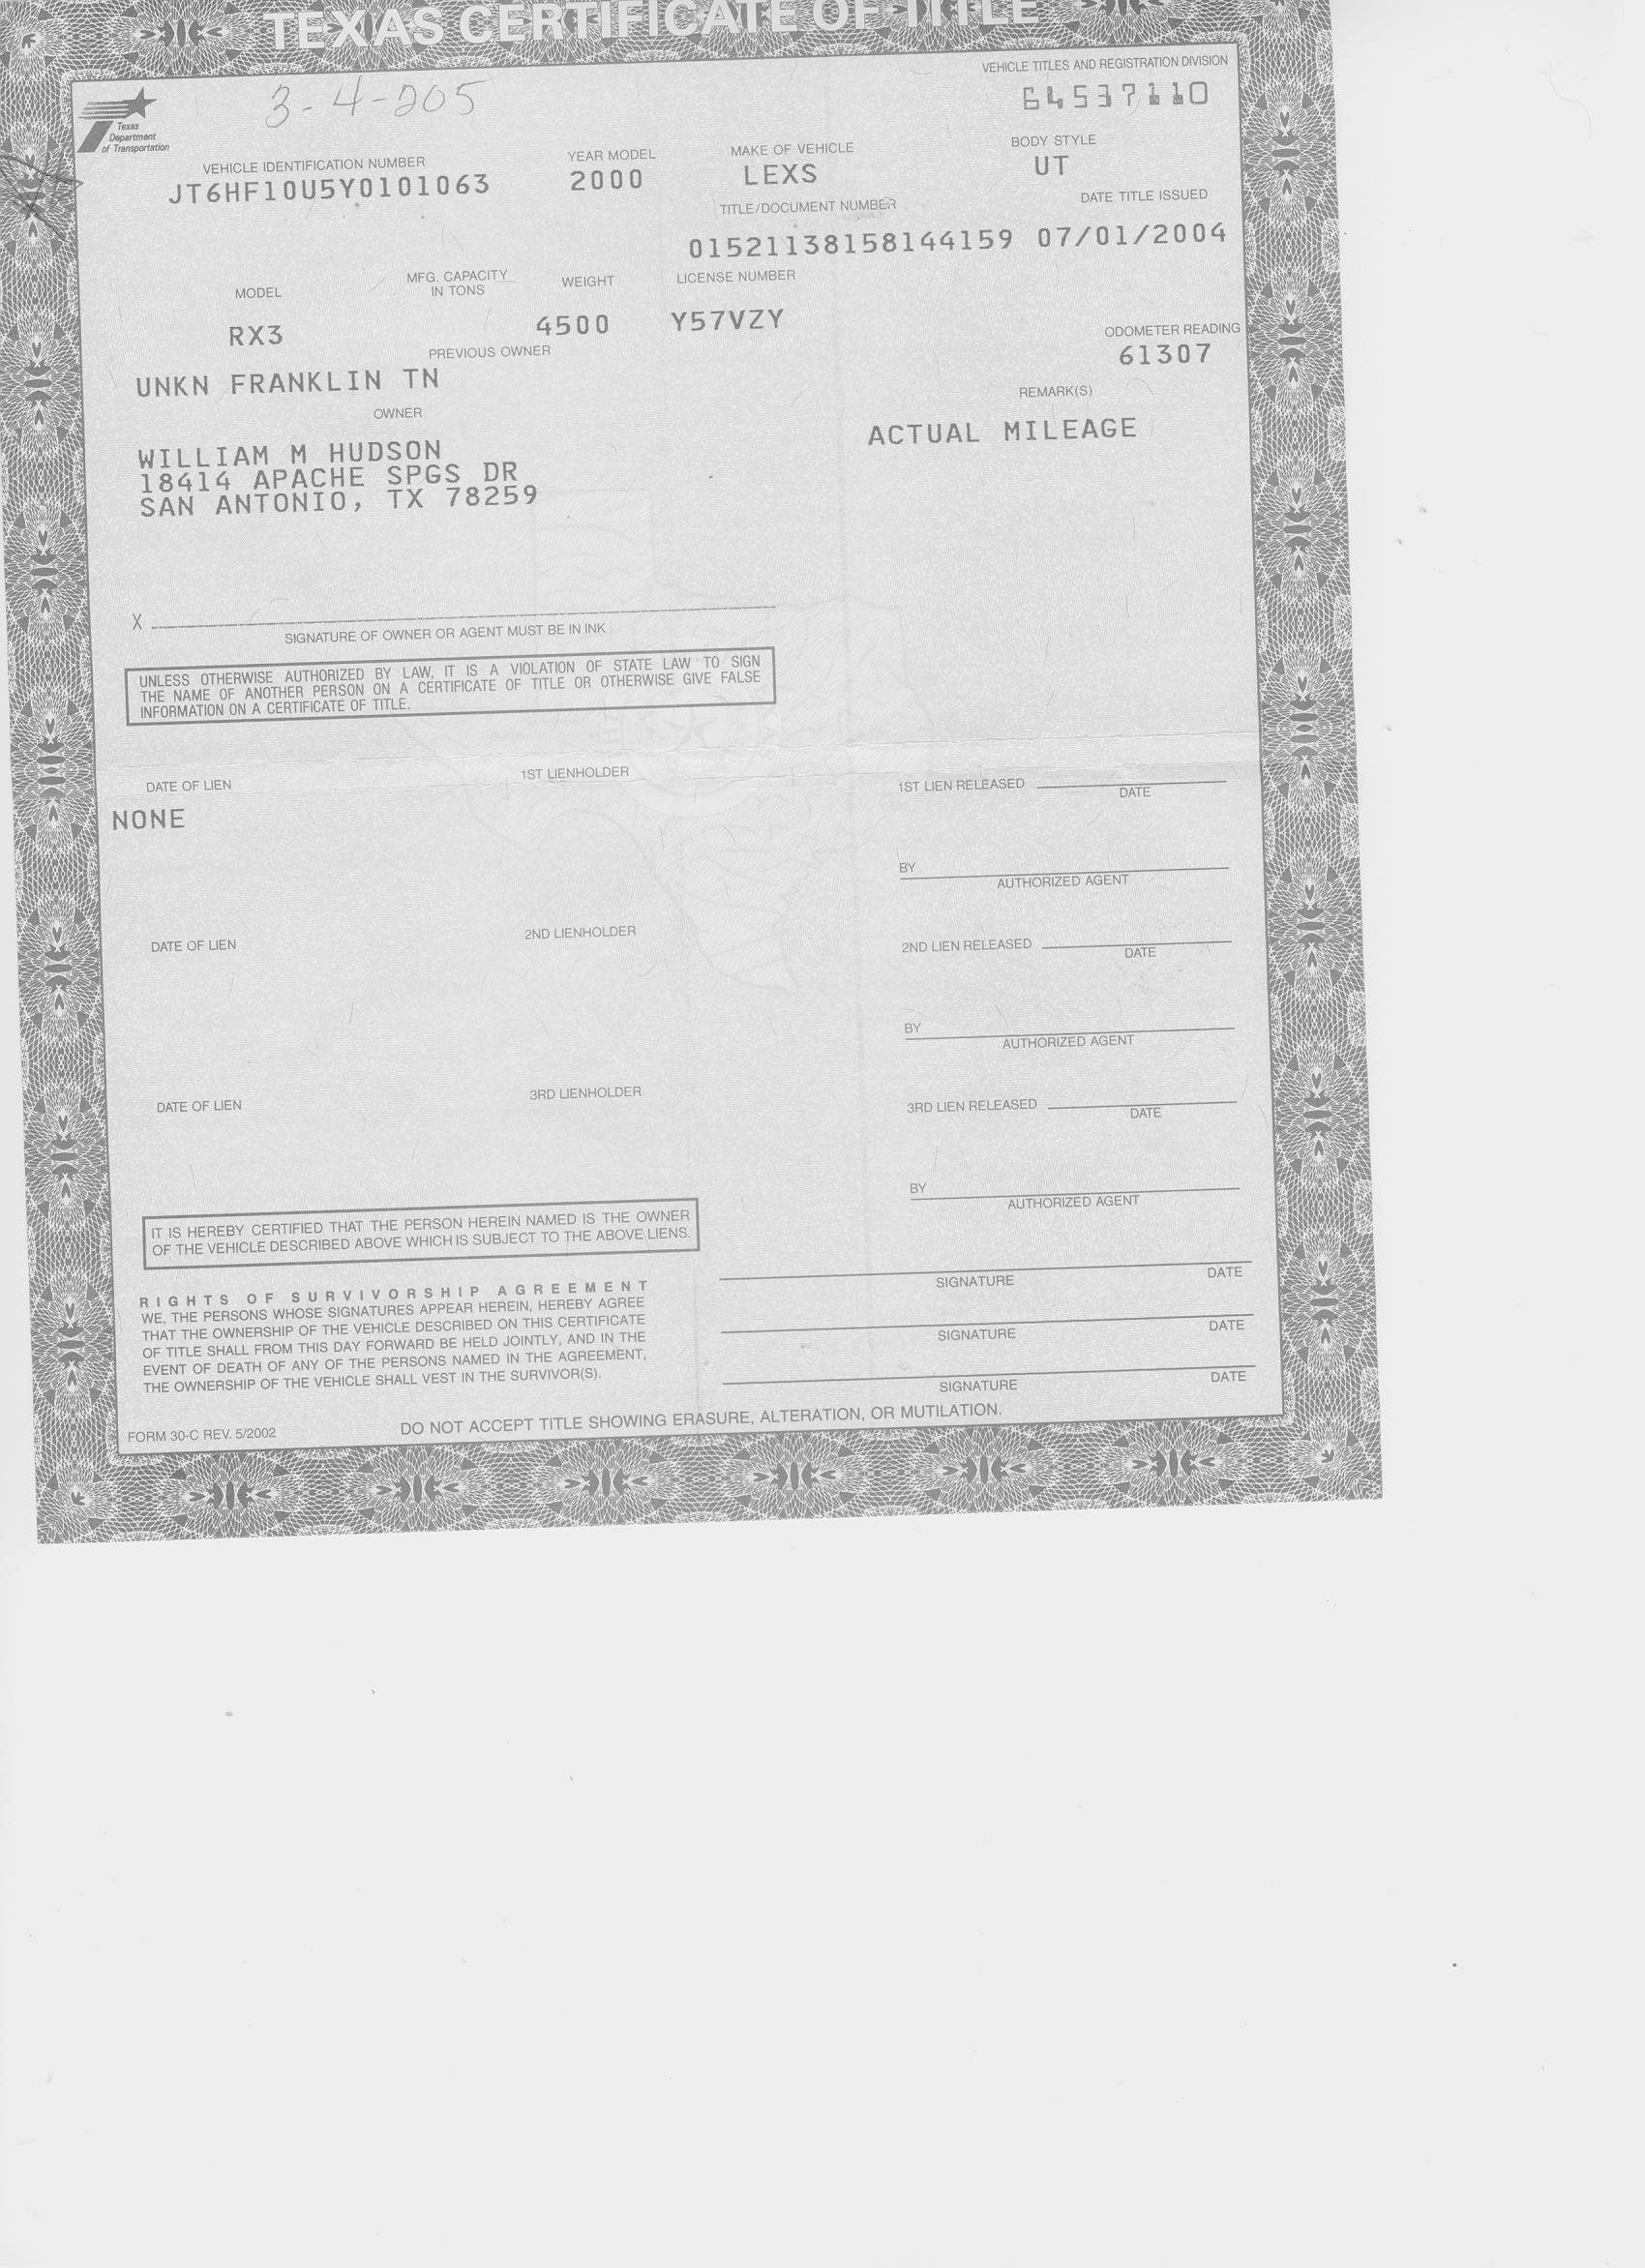 TEXAS CERTIFICATE OF TITLE
VEHICLE TITLES AND REGISTRATION DIVISION
3-4-205
64537110
Texas
Department
of Transportation
VEHICLE IDENTIFICATION NUMBER YEAR MODEL MAKE OF VEHICLE BODY STYLE
JT6HF10U5Y0101063 2000 LEXS UT
TITLE/DOCUMENT NUMBER DATE TITLE ISSUED
01521138158144159 07/01/2004
MODEL MFG. CAPACITY IN TONS WEIGHT LICENSE NUMBER
RX3 4500 Y57VZY
ODOMETER READING
61307
PREVIOUS OWNER
UNKN FRANKLIN TN
REMARK(S)
OWNER
ACTUAL MILEAGE
WILLIAM M HUDSON
18414 APACHE SPGS DR
SAN ANTONIO, TX 78259
X
SIGNATURE OF OWNER OR AGENT MUST BE IN INK
UNLESS OTHERWISE AUTHORIZED BY LAW, IT IS A VIOLATION OF STATE LAW TO SIGN
THE NAME OF ANOTHER PERSON ON A CERTIFICATE OF TITLE OR OTHERWISE GIVE FALSE
INFORMATION ON A CERTIFICATE OF TITLE.
DATE OF LIEN 1ST LIENHOLDER 1ST LIEN RELEASED
DATE
NONE
BY
AUTHORIZED AGENT
DATE OF LIEN 2ND LIENHOLDER 2ND LIEN RELEASED
DATE
BY
AUTHORIZED AGENT
DATE OF LIEN 3RD LIENHOLDER 3RD LIEN RELEASED
DATE
BY
AUTHORIZED AGENT
IT IS HEREBY CERTIFIED THAT THE PERSON HEREIN NAMED IS THE OWNER
OF THE VEHICLE DESCRIBED ABOVE WHICH IS SUBJECT TO THE ABOVE LIENS.
RIGHTS OF SURVIVORSHIP AGREEMENT
WE, THE PERSONS WHOSE SIGNATURES APPEAR HEREIN, HEREBY AGREE
THAT THE OWNERSHIP OF THE VEHICLE DESCRIBED ON THIS CERTIFICATE
OF TITLE SHALL FROM THIS DAY FORWARD BE HELD JOINTLY, AND IN THE
EVENT OF DEATH OF ANY OF THE PERSONS NAMED IN THE AGREEMENT,
THE OWNERSHIP OF THE VEHICLE SHALL VEST IN THE SURVIVOR(S).
SIGNATURE DATE
SIGNATURE DATE
SIGNATURE DATE
FORM 30-C REV. 5/2002
DO NOT ACCEPT TITLE SHOWING ERASURE, ALTERATION, OR MUTILATION.